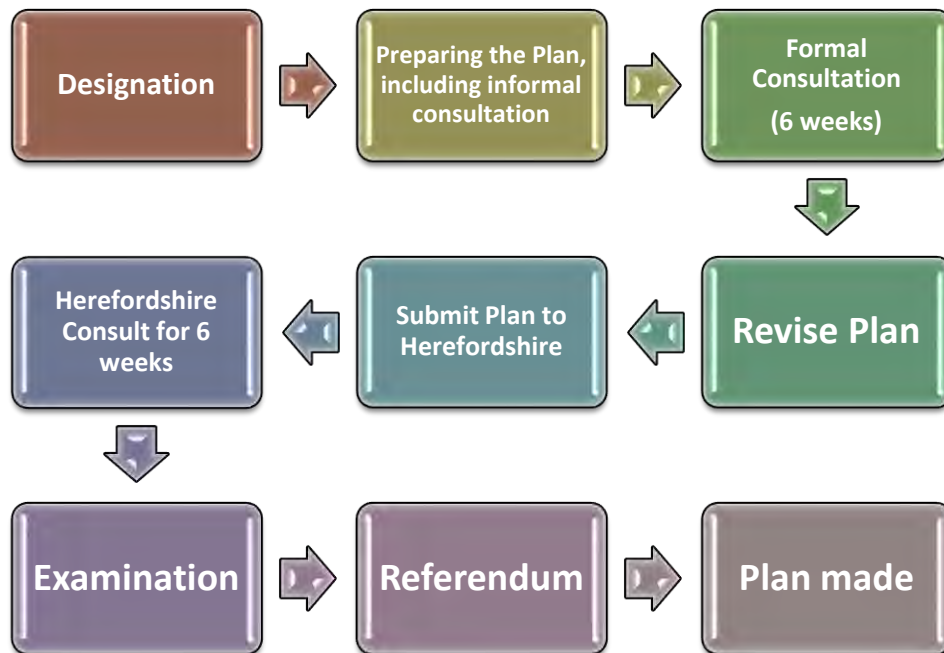 Designation
Preparing the Plan,
including informal
consultation
Formal
Consultation
(6 weeks)
Revise Plan
Submit Plan to
Herefordshire
Herefordshire
Consult for 6
weeks
Examination
Referendum
Plan made